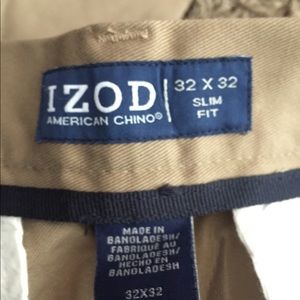 IZOD
AMERICAN CHINO®
32 X 32
SLIM
FIT
MADE IN
BANGLADESH/
FABRIQUÉ AU
BANGLADESH/
HECHO EN
BANGLADESH
32X32